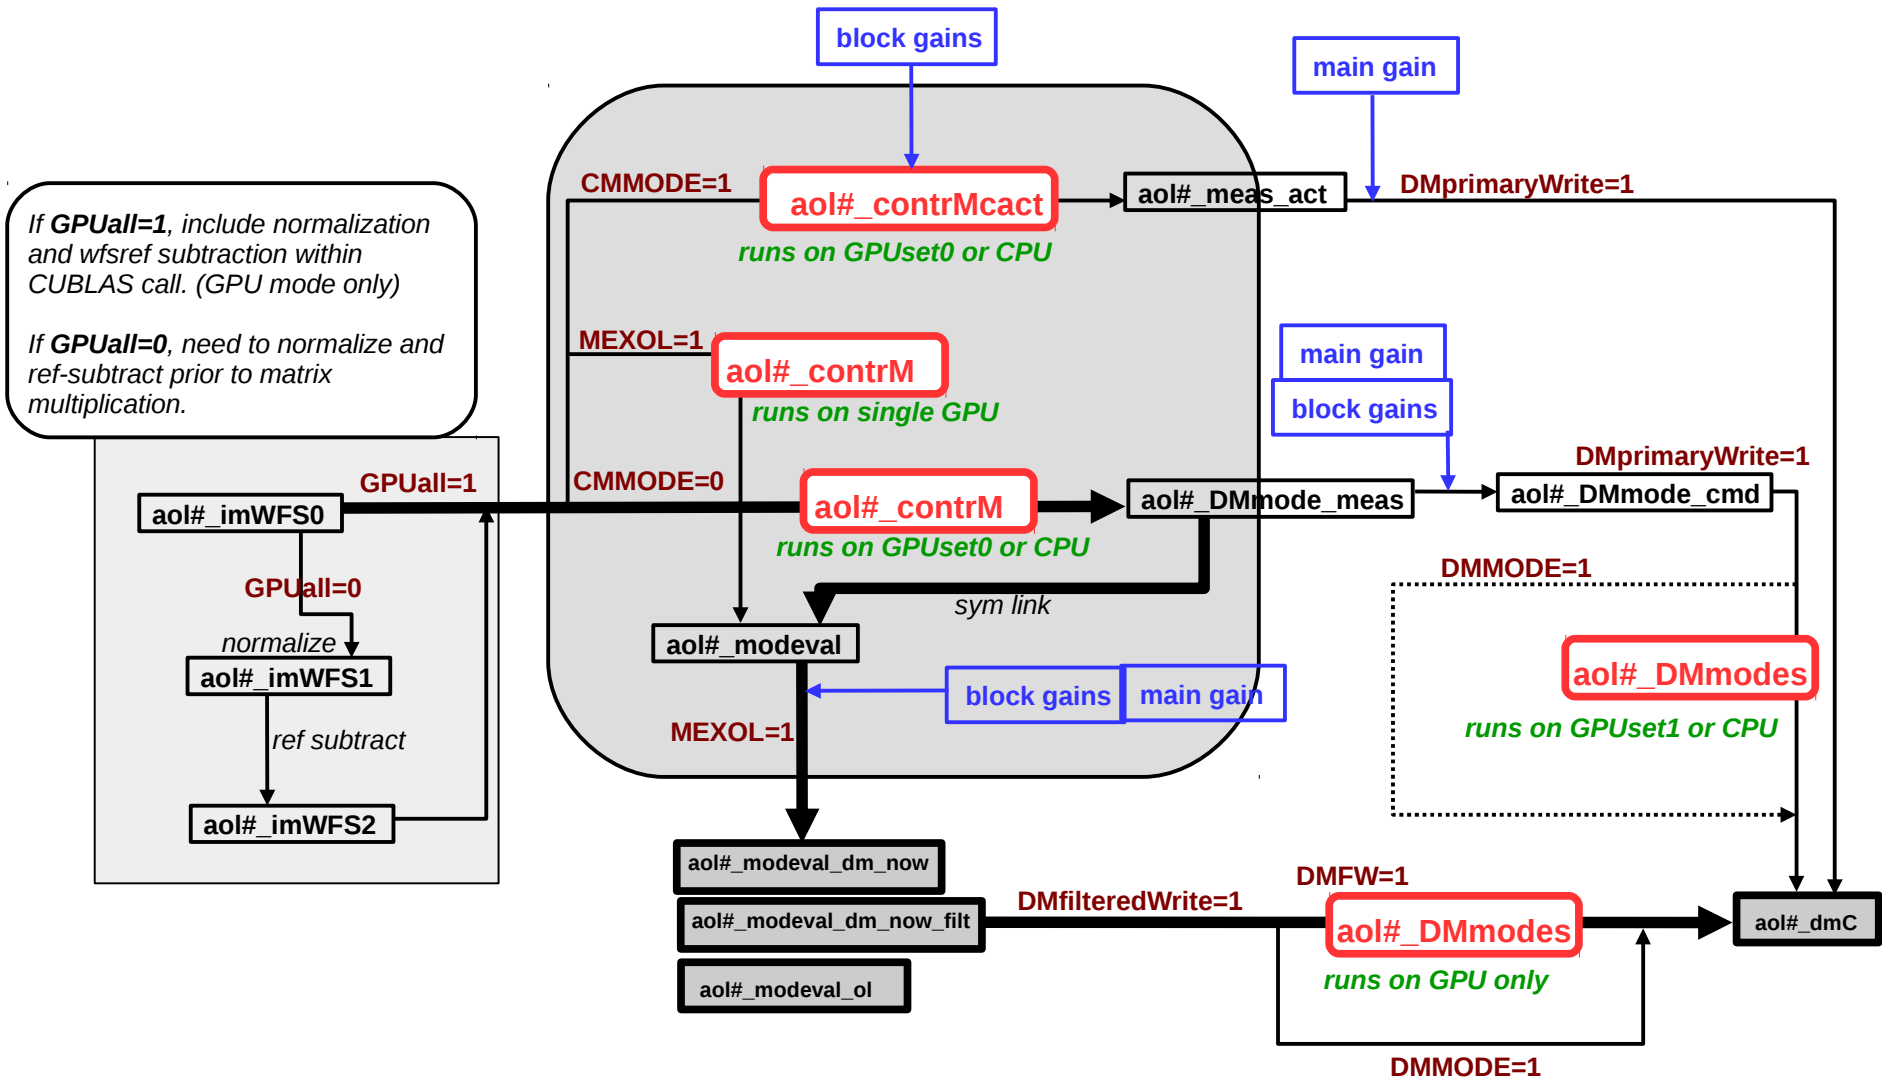 block gains
main gain
CMMODE=1
aol#_contrMcact
aol#_meas_act
DMprimaryWrite=1
runs on GPUset0 or CPU
If GPUall=1, include normalization
and wfsref subtraction within
CUBLAS call. (GPU mode only)
If GPUall=0, need to normalize and
ref-subtract prior to matrix
multiplication.
MEXOL=1
aol#_contrM
runs on single GPU
main gain
block gains
GPUall=1
CMMODE=0
aol#_imWFS0
aol#_contrM
runs on GPUset0 or CPU
aol#_DMmode_meas
DMprimaryWrite=1
aol#_DMmode_cmd
GPUall=0
normalize
aol#_imWFS1
ref subtract
aol#_imWFS2
sym link
aol#_modeval
block gains
main gain
MEXOL=1
DMMODE=1
aol#_DMmodes
runs on GPUset1 or CPU
aol#_modeval_dm_now
aol#_modeval_dm_now_filt
aol#_modeval_ol
DMfilteredWrite=1
DMFW=1
aol#_DMmodes
runs on GPU only
aol#_dmC
DMMODE=1